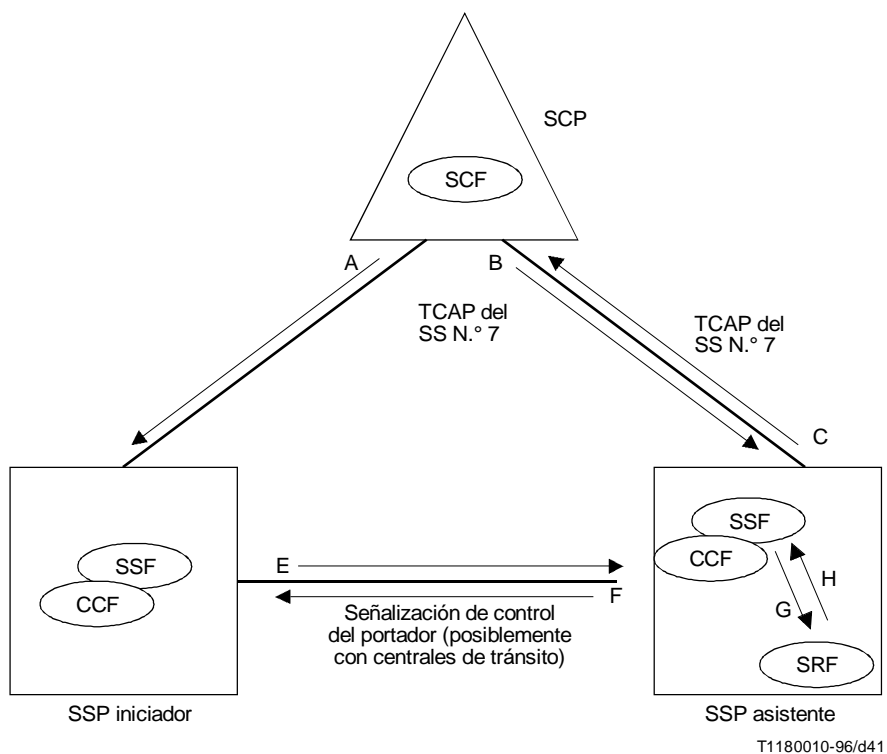 SCP
SCF
A
B
TCAP del
SS N.° 7
TCAP del
SS N.° 7
C
SSF
CCF
E
F
Señalización de control
del portador (posiblemente
con centrales de tránsito)
SSF
CCF
H
G
SRF
SSP iniciador
SSP asistente
T1180010-96/d41